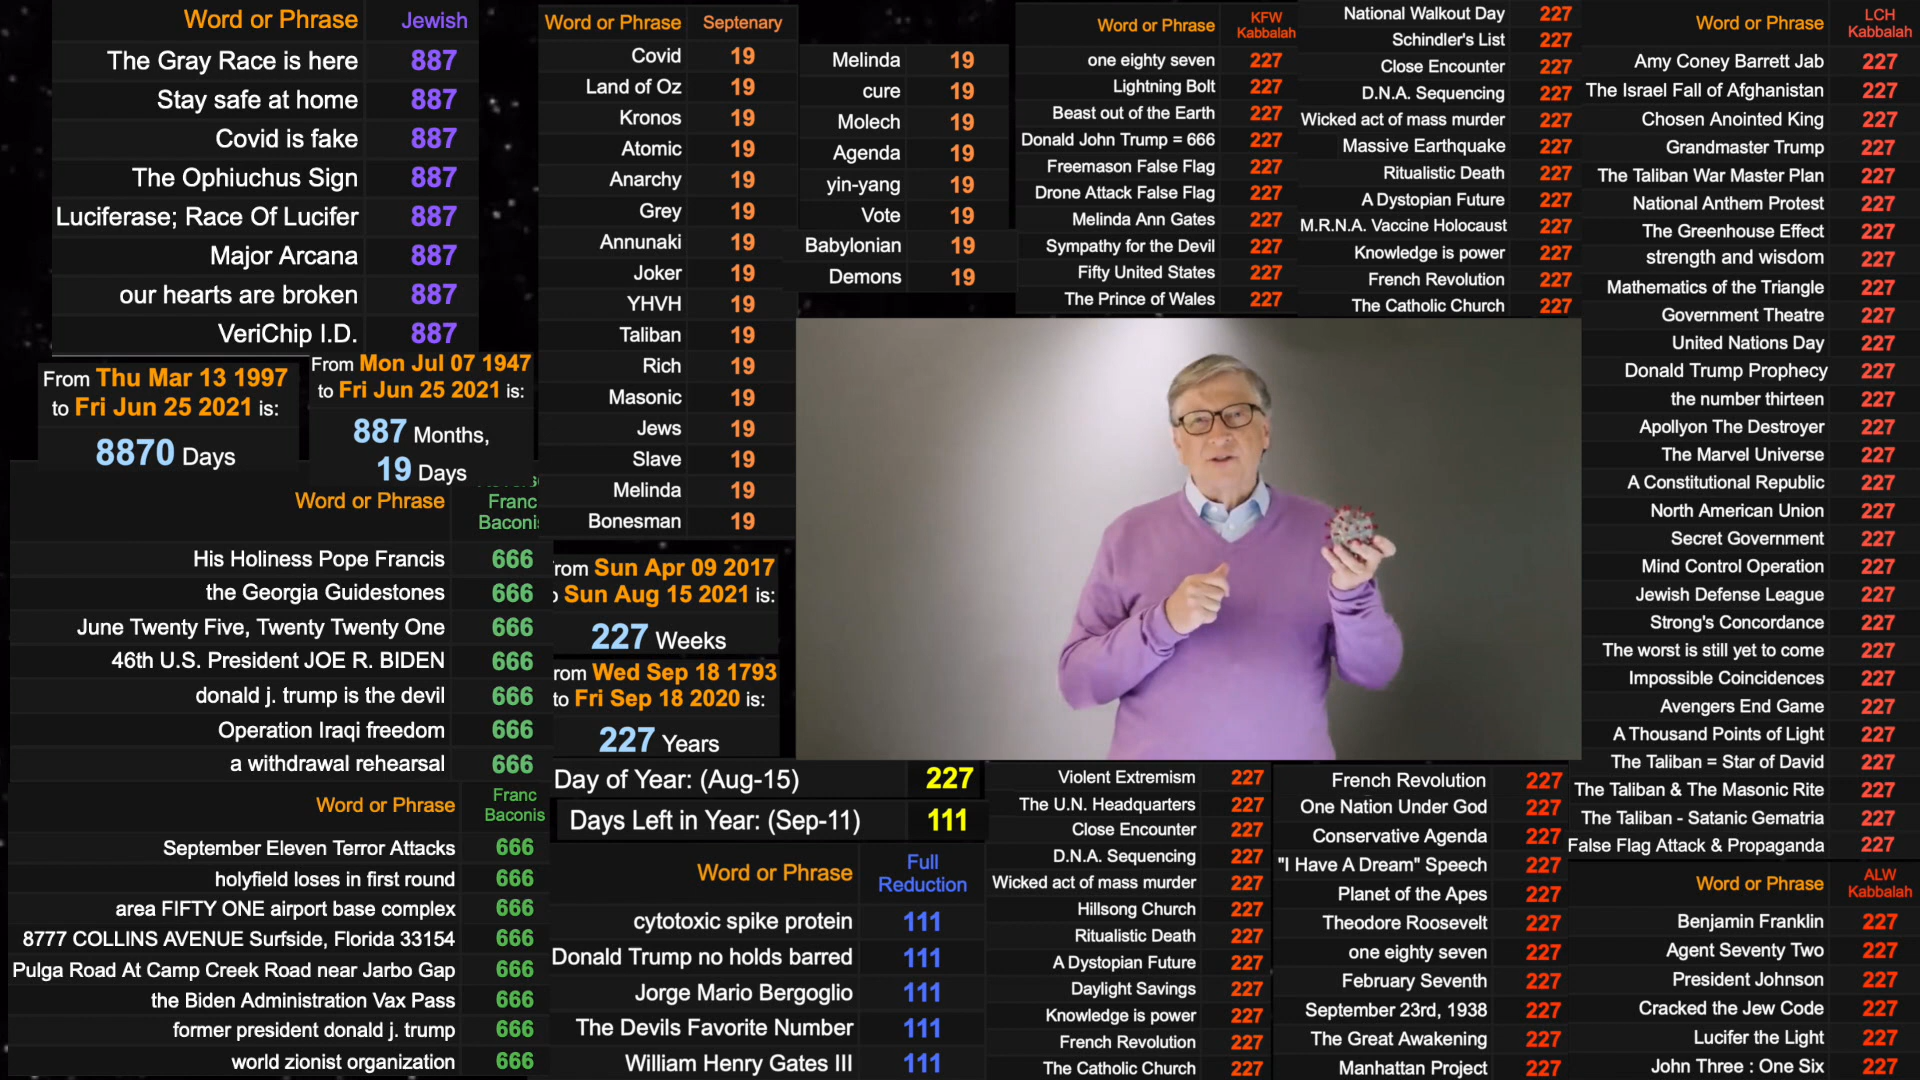 Word or Phrase Jewish
The Gray Race is here 887
Stay safe at home 887
Covid is fake 887
The Ophiuchus Sign 887
Luciferase; Race Of Lucifer 887
Major Arcana 887
our hearts are broken 887
VeriChip I.D. 887
From Thu Mar 13 1997
to Fri Jun 25 2021 is:
8870 Days
From Mon Jul 07 1947
to Fri Jun 25 2021 is:
887 Months,
19 Days
Word or Phrase Franc
Baconis
His Holiness Pope Francis 666
the Georgia Guidestones 666
June Twenty Five, Twenty Twenty One 666
46th U.S. President JOE R. BIDEN 666
donald j. trump is the devil 666
Operation Iraqi freedom 666
a withdrawal rehearsal 666
Word or Phrase Franc
Baconis
September Eleven Terror Attacks 666
holyfield loses in first round 666
area FIFTY ONE airport base complex 666
8777 COLLINS AVENUE Surfside, Florida 33154 666
Pulga Road At Camp Creek Road near Jarbo Gap 666
the Biden Administration Vax Pass 666
former president donald j. trump 666
world zionist organization 666
Word or Phrase Septenary
Covid 19
Land of Oz 19
Kronos 19
Atomic 19
Anarchy 19
Grey 19
Annunaki 19
Joker 19
YHVH 19
Taliban 19
Rich 19
Masonic 19
Jews 19
Slave 19
Melinda 19
Bonesman 19
Melinda 19
cure 19
Molech 19
Agenda 19
yin-yang 19
Vote 19
Babylonian 19
Demons 19
rom Sun Apr 09 2017
Sun Aug 15 2021 is:
227 Weeks
rom Wed Sep 18 1793
to Fri Sep 18 2020 is:
227 Years
Day of Year: (Aug-15) 227
Days Left in Year: (Sep-11) 111
Word or Phrase Full
Reduction
cytotoxic spike protein 111
Donald Trump no holds barred 111
Jorge Mario Bergoglio 111
The Devils Favorite Number 111
William Henry Gates III 111
Word or Phrase KFW
Kabbalah
one eighty seven 227
Lightning Bolt 227
Beast out of the Earth 227
Donald John Trump = 666 227
Freemason False Flag 227
Drone Attack False Flag 227
Melinda Ann Gates 227
Sympathy for the Devil 227
Fifty United States 227
The Prince of Wales 227
National Walkout Day 227
Schindler's List 227
Close Encounter 227
D.N.A. Sequencing 227
Wicked act of mass murder 227
Massive Earthquake 227
Ritualistic Death 227
A Dystopian Future 227
M.R.N.A. Vaccine Holocaust 227
Knowledge is power 227
French Revolution 227
The Catholic Church 227
Violent Extremism 227
The U.N. Headquarters 227
Close Encounter 227
D.N.A. Sequencing 227
Wicked act of mass murder 227
Hillsong Church 227
Ritualistic Death 227
A Dystopian Future 227
Daylight Savings 227
Knowledge is power 227
French Revolution 227
The Catholic Church 227
French Revolution 227
One Nation Under God 227
Conservative Agenda 227
"I Have A Dream" Speech 227
Planet of the Apes 227
Theodore Roosevelt 227
one eighty seven 227
February Seventh 227
September 23rd, 1938 227
The Great Awakening 227
Manhattan Project 227
Word or Phrase LCH
Kabbalah
Amy Coney Barrett Jab 227
The Israel Fall of Afghanistan 227
Chosen Anointed King 227
Grandmaster Trump 227
The Taliban War Master Plan 227
National Anthem Protest 227
The Greenhouse Effect 227
strength and wisdom 227
Mathematics of the Triangle 227
Government Theatre 227
United Nations Day 227
Donald Trump Prophecy 227
the number thirteen 227
Apollyon The Destroyer 227
The Marvel Universe 227
A Constitutional Republic 227
North American Union 227
Secret Government 227
Mind Control Operation 227
Jewish Defense League 227
Strong's Concordance 227
The worst is still yet to come 227
Impossible Coincidences 227
Avengers End Game 227
A Thousand Points of Light 227
The Taliban = Star of David 227
The Taliban & The Masonic Rite 227
The Taliban - Satanic Gematria 227
False Flag Attack & Propaganda 227
Word or Phrase ALW
Kabbalah
Benjamin Franklin 227
Agent Seventy Two 227
President Johnson 227
Cracked the Jew Code 227
Lucifer the Light 227
John Three : One Six 227